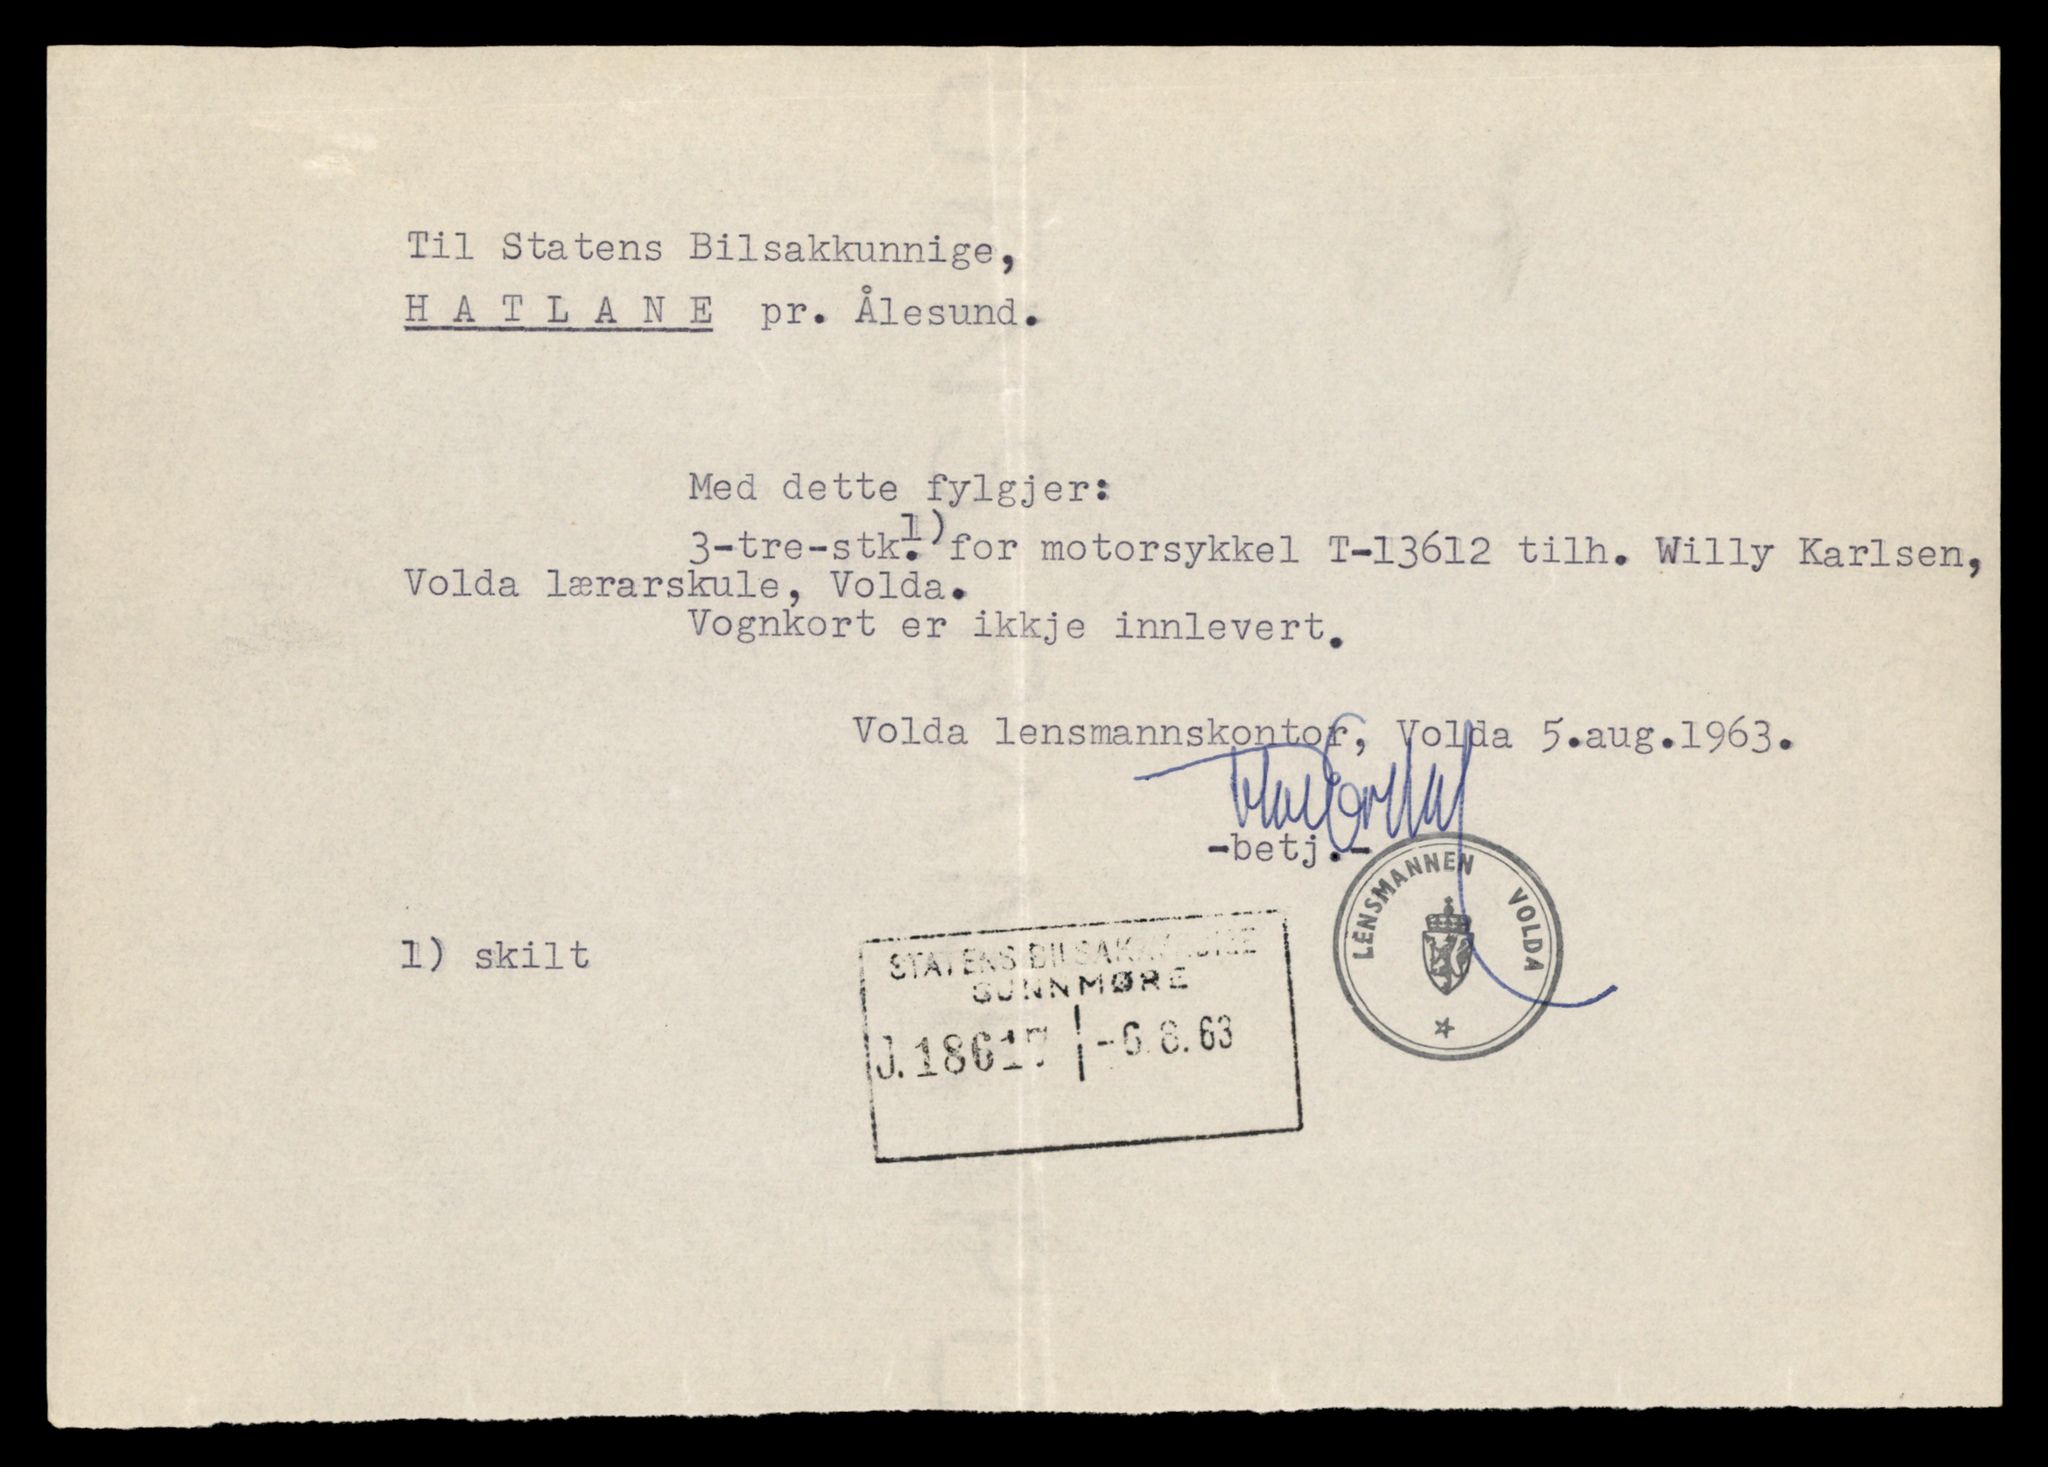 Til Statens Bilsakkunnige,
H A T L A N E pr. Ålesund.
Med dette fylgjer:
3-tre-stk.1) for motorsykkel T-13612 tilh. Willy Karlsen,
Volda lærarskule, Volda.
Vognkort er ikkje innlevert.
Volda lensmannskontor, Volda 5.aug.1963.
-betj.-
LENSMANNEN VOLDA
1) skilt
STATENS BILSAKKUNNIGE
SUNNMØRE
J.18617 | -6.8.63